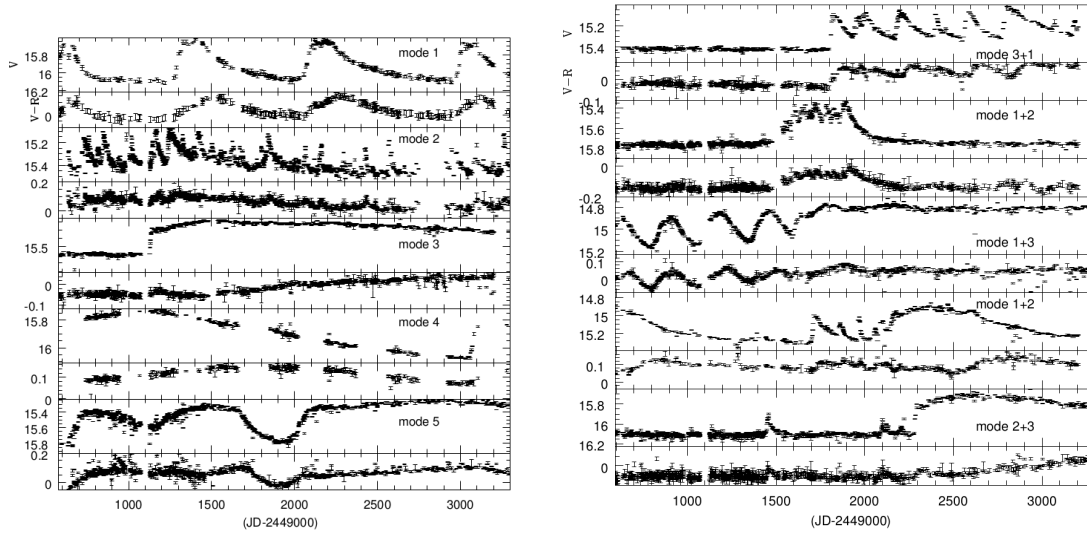 V
15.8
16
mode 1
16.2
V-R
0
15.2
15.4
mode 2
0.2
0
15.5
mode 3
0
-0.1
15.8
16
mode 4
0.1
0
15.4
15.6
15.8
mode 5
0.2
0
1000 1500 2000 2500 3000
(JD-2449000)
V
15.2
15.4
mode 3+1
V-R
0
-0.1
15.4
15.6
15.8
mode 1+2
0
-0.2
14.8
15
15.2
mode 1+3
0.1
0
14.8
15
15.2
mode 1+2
0.1
0
15.8
16
16.2
mode 2+3
0
1000 1500 2000 2500 3000
(JD-2449000)